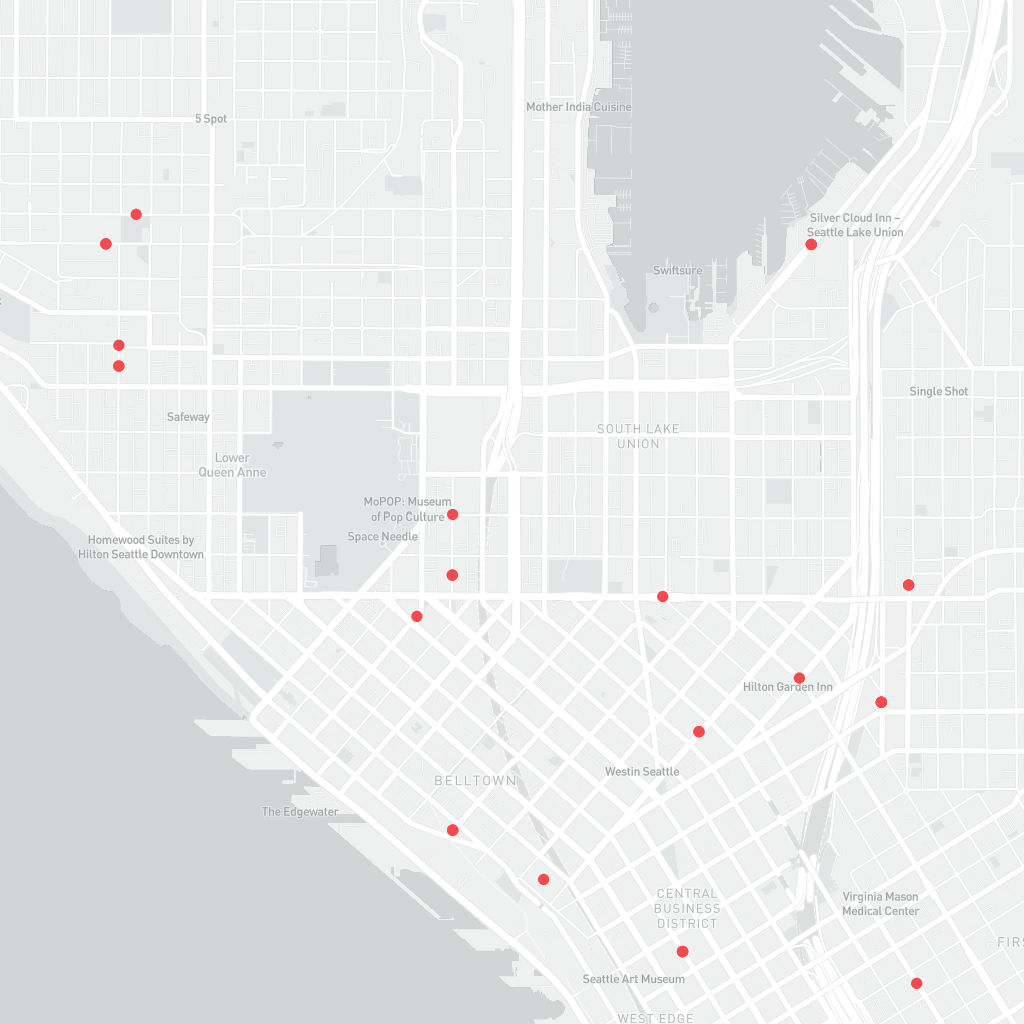 Mother India Cuisine
5 Spot
Silver Cloud Inn –
Seattle Lake Union
Swiftsure
Single Shot
Safeway
SOUTH LAKE
UNION
Lower
Queen Anne
MoPOP: Museum
of Pop Culture
Space Needle
Homewood Suites by
Hilton Seattle Downtown
Hilton Garden Inn
Westin Seattle
BELLTOWN
The Edgewater
CENTRAL
BUSINESS
DISTRICT
Virginia Mason
Medical Center
FIRS
Seattle Art Museum
WEST EDGE